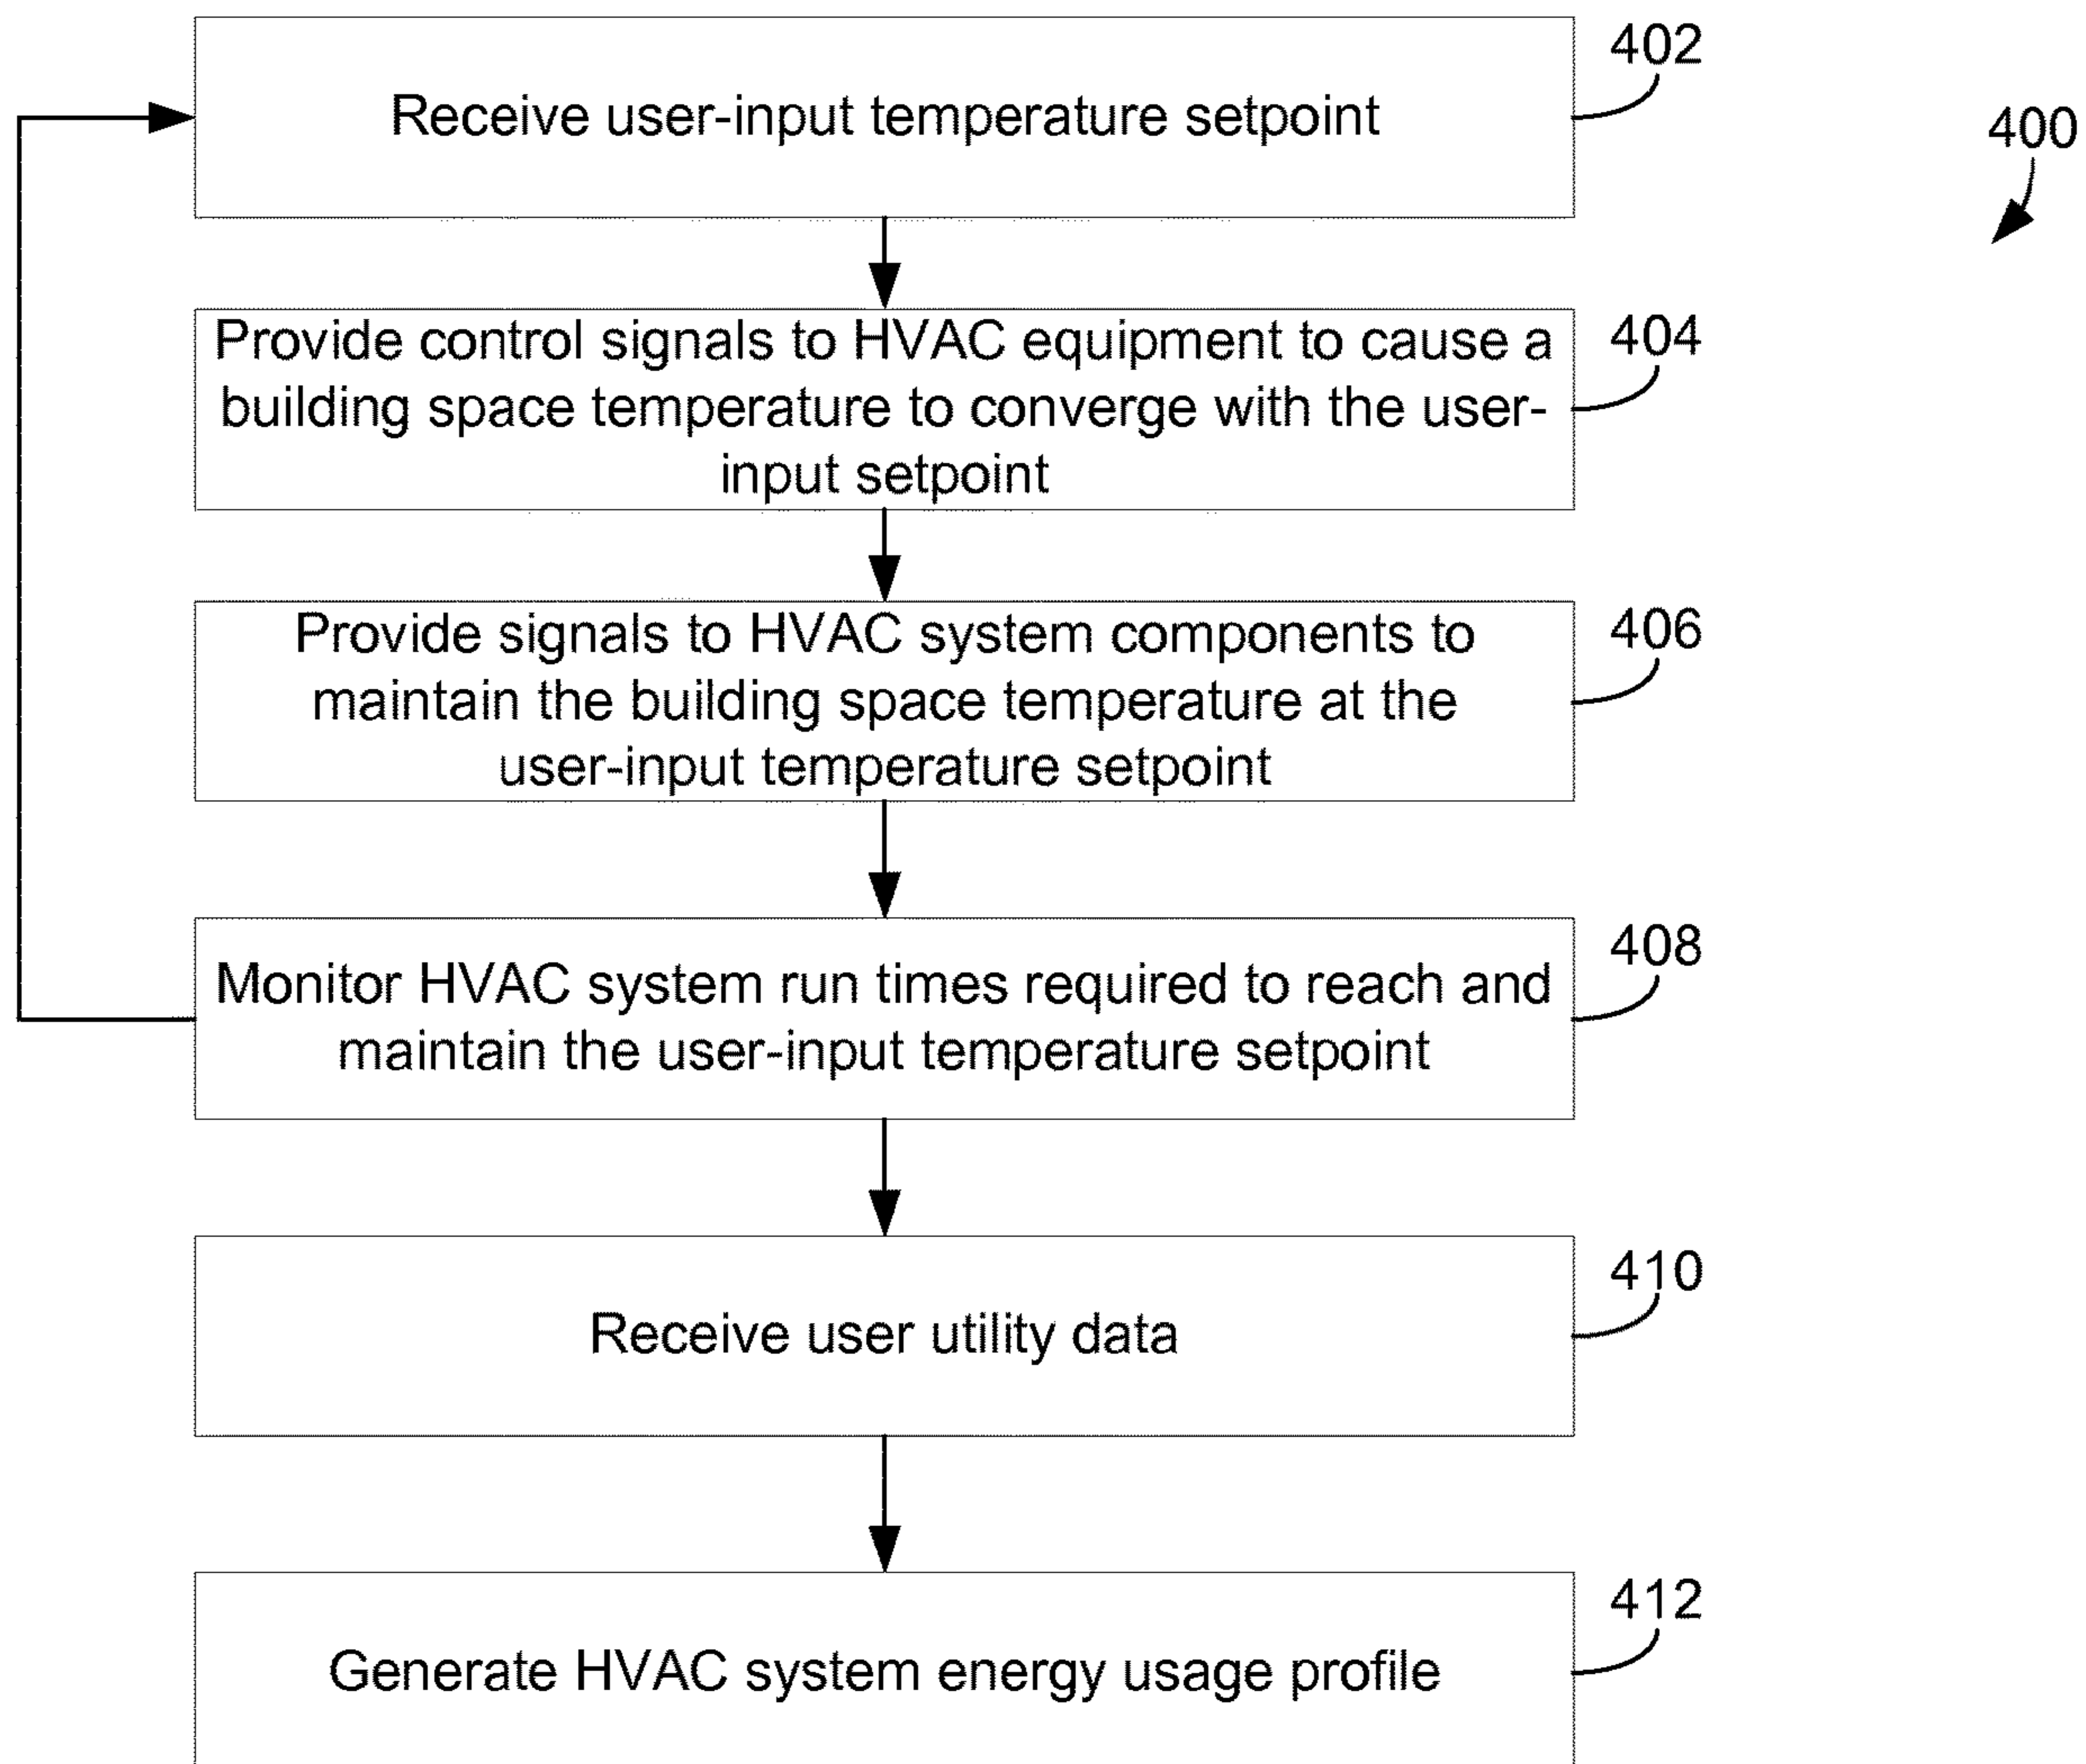 402
Receive user-input temperature setpoint
400
404
Provide control signals to HVAC equipment to cause a
building space temperature to converge with the user-
input setpoint
406
Provide signals to HVAC system components to
maintain the building space temperature at the
user-input temperature setpoint
408
Monitor HVAC system run times required to reach and
maintain the user-input temperature setpoint
410
Receive user utility data
412
Generate HVAC system energy usage profile